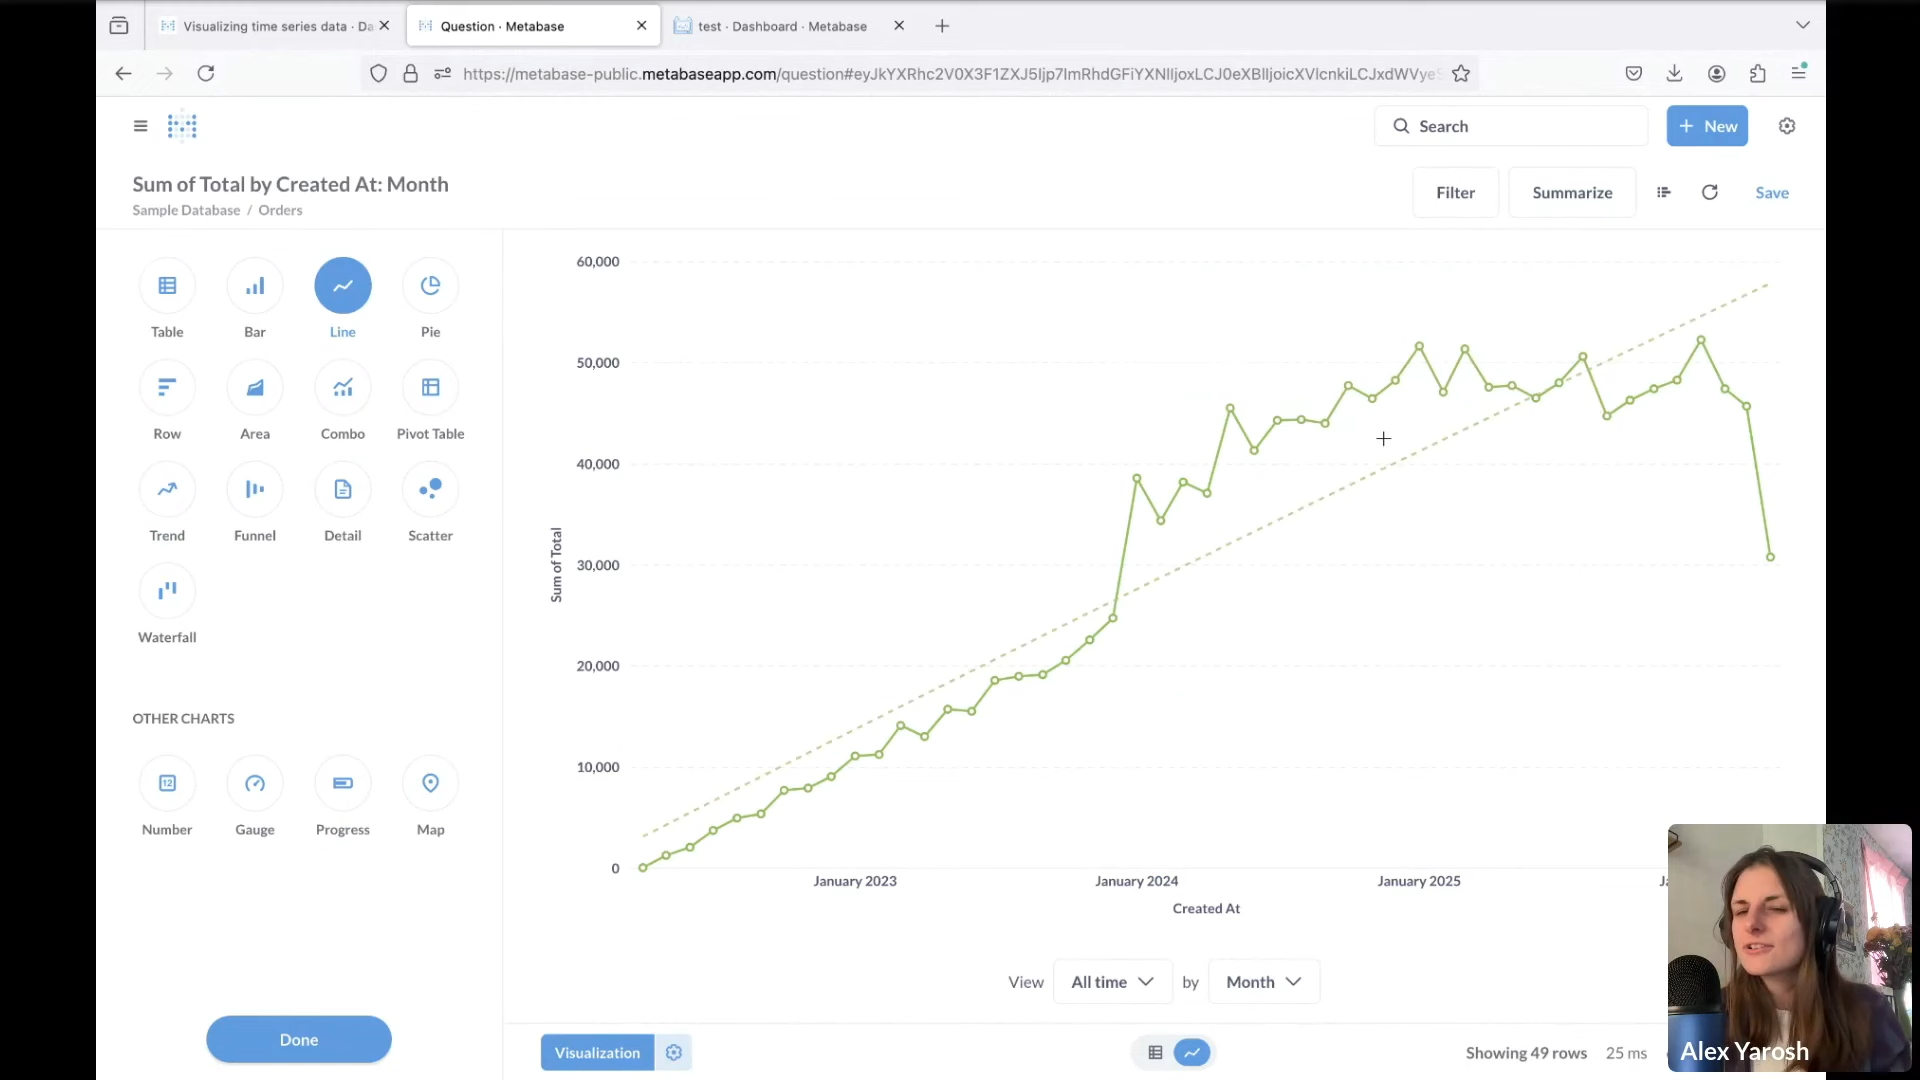 Visualizing time series data · Da
Question · Metabase
test · Dashboard · Metabase
https://metabase-public.metabaseapp.com/question#
Search
New
Sum of Total by Created At: Month
Sample Database / Orders
Filter
Summarize
Save
Table
Bar
Line
Pie
Row
Area
Combo
Pivot Table
Trend
Funnel
Detail
Scatter
Waterfall
OTHER CHARTS
12
Number
Gauge
Progress
Map
Done
60,000
50,000
40,000
30,000
20,000
10,000
0
Sum of Total
January 2023
January 2024
January 2025
Created At
View
All time
by
Month
Visualization
Showing 49 rows
25 ms
Alex Yarosh